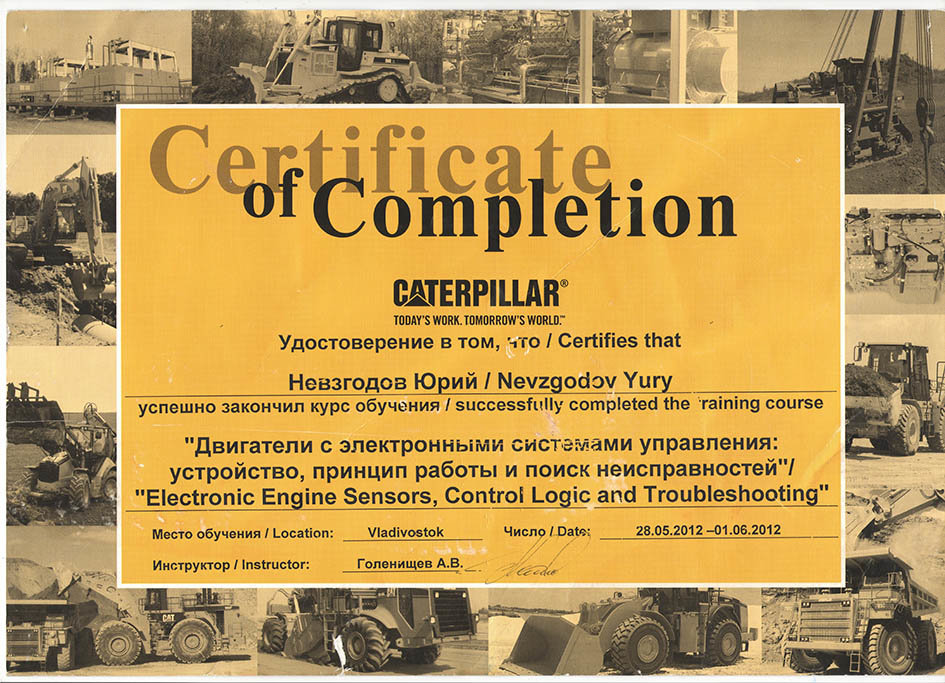 Certificate
of Completion
CATERPILLAR®
TODAY'S WORK. TOMORROW'S WORLD.™
Удостоверение в том, что / Certifies that
Невзгодов Юрий / Nevzgodov Yury
успешно закончил курс обучения / successfully completed the training course
"Двигатели с электронными системами управления:
устройство, принцип работы и поиск неисправностей"/
"Electronic Engine Sensors, Control Logic and Troubleshooting"
Место обучения / Location: Vladivostok Число / Date: 28.05.2012 –01.06.2012
Инструктор / Instructor: Голенищев А.В.
CAT